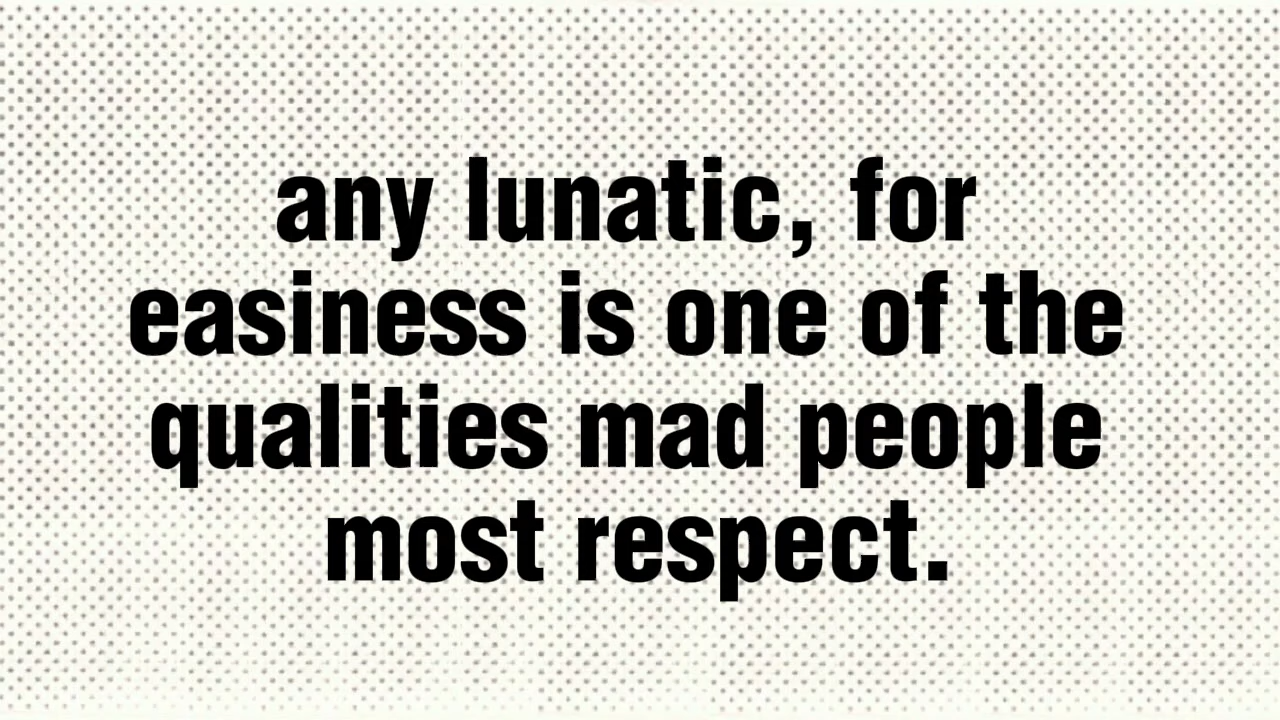 any lunatic, for
easiness is one of the
qualities mad people
most respect.